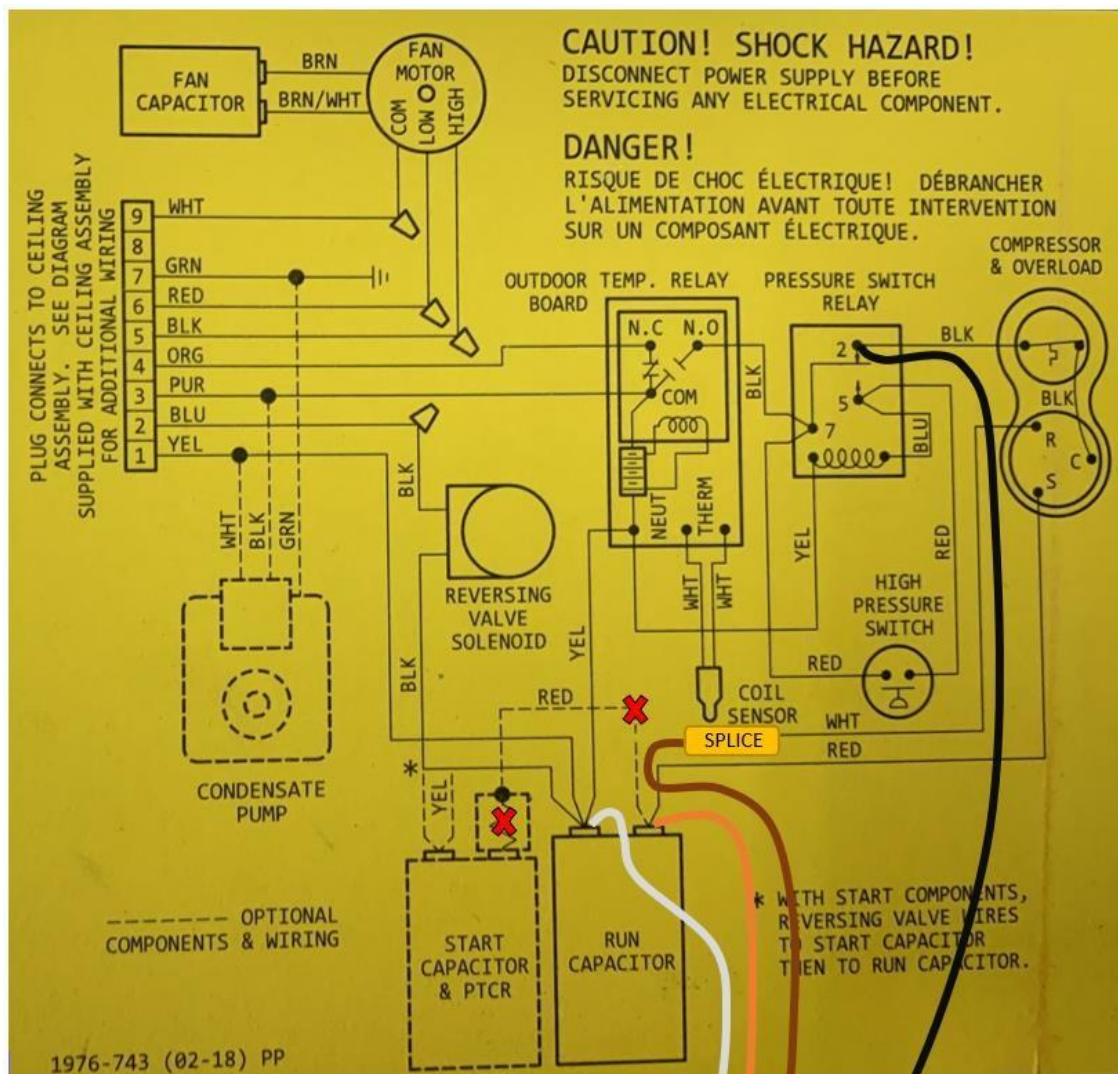 CAUTION! SHOCK HAZARD!
DISCONNECT POWER SUPPLY BEFORE
SERVICING ANY ELECTRICAL COMPONENT.
DANGER!
RISQUE DE CHOC ÉLECTRIQUE! DÉBRANCHER
L'ALIMENTATION AVANT TOUTE INTERVENTION
SUR UN COMPOSANT ÉLECTRIQUE.
FAN
CAPACITOR
BRN
BRN/WHT
FAN
MOTOR
COM
LOW
HIGH
PLUG CONNECTS TO CEILING
ASSEMBLY. SEE DIAGRAM
SUPPLIED WITH CEILING ASSEMBLY
FOR ADDITIONAL WIRING
9 WHT
8
7 GRN
6 RED
5 BLK
4 ORG
3 PUR
2 BLU
1 YEL
OUTDOOR TEMP. RELAY
BOARD
N.C N.O
COM
NEUT
THERM
PRESSURE SWITCH
RELAY
2
5
7
BLU
COMPRESSOR
& OVERLOAD
BLK
BLK
R
C
S
BLK
YEL
RED
WHT
BLK
GRN
BLK
REVERSING
VALVE
SOLENOID
BLK
YEL
WHT
WHT
HIGH
PRESSURE
SWITCH
RED
COIL
SENSOR
SPLICE
WHT
RED
RED
CONDENSATE
PUMP
*
YEL
OPTIONAL
COMPONENTS & WIRING
START
CAPACITOR
& PTCR
RUN
CAPACITOR
* WITH START COMPONENTS,
REVERSING VALVE WIRES
TO START CAPACITOR
THEN TO RUN CAPACITOR.
1976-743 (02-18) PP